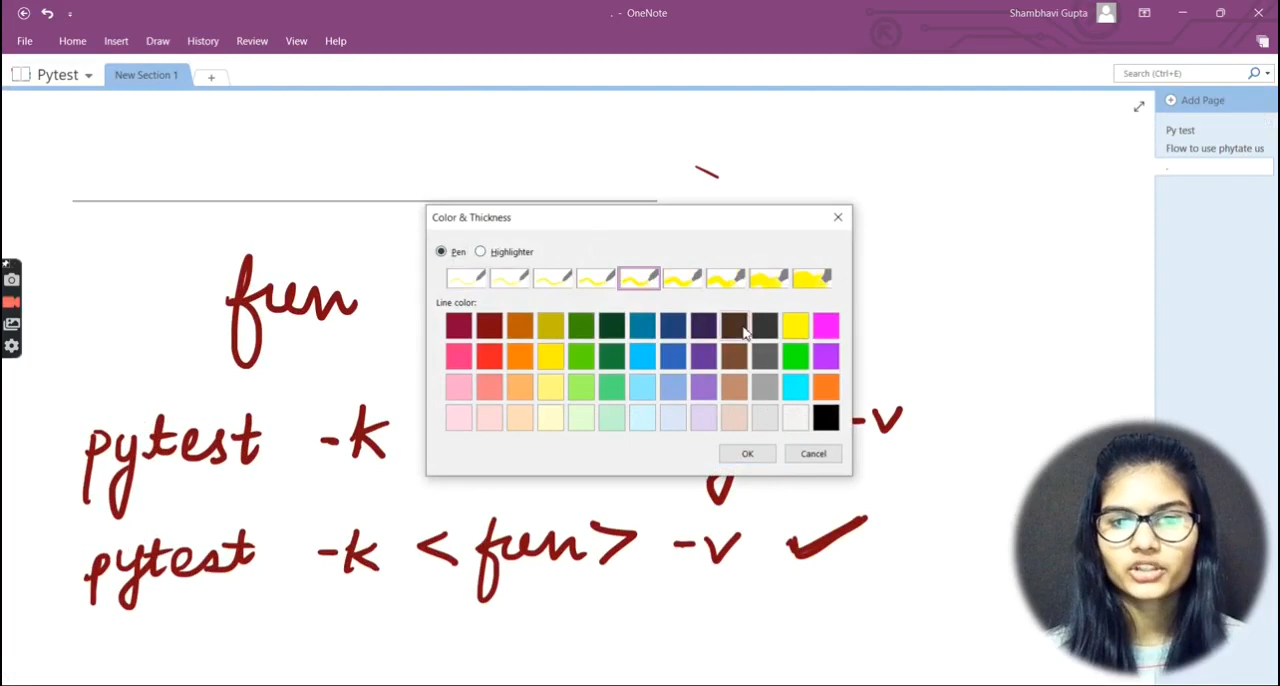 . - OneNote
Shambhavi Gupta
File Home Insert Draw History Review View Help
Pytest
New Section 1
+
Search (Ctrl+E)
Add Page
Py test
Flow to use phytate us
.
Color & Thickness
Pen
Highlighter
Line color:
OK
Cancel
fun
pytest -k -v
pytest -k <fun> -v ✓